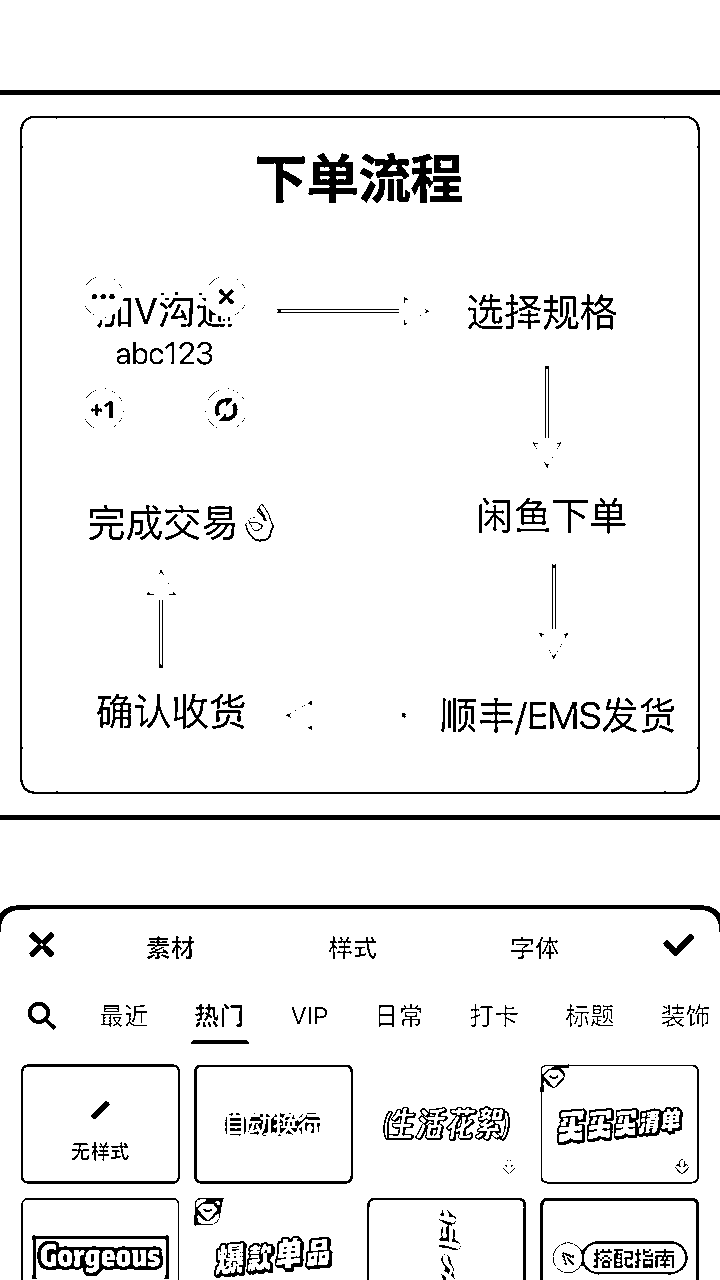 下单流程
加V沟通
abc123
选择规格
+1
完成交易👌
闲鱼下单
确认收货
顺丰/EMS发货
素材
样式
字体
最近
热门
VIP
日常
打卡
标题
装饰
无样式
自动换行
(生活花絮)
买买买清单
Gorgeous
爆款单品
搭配指南